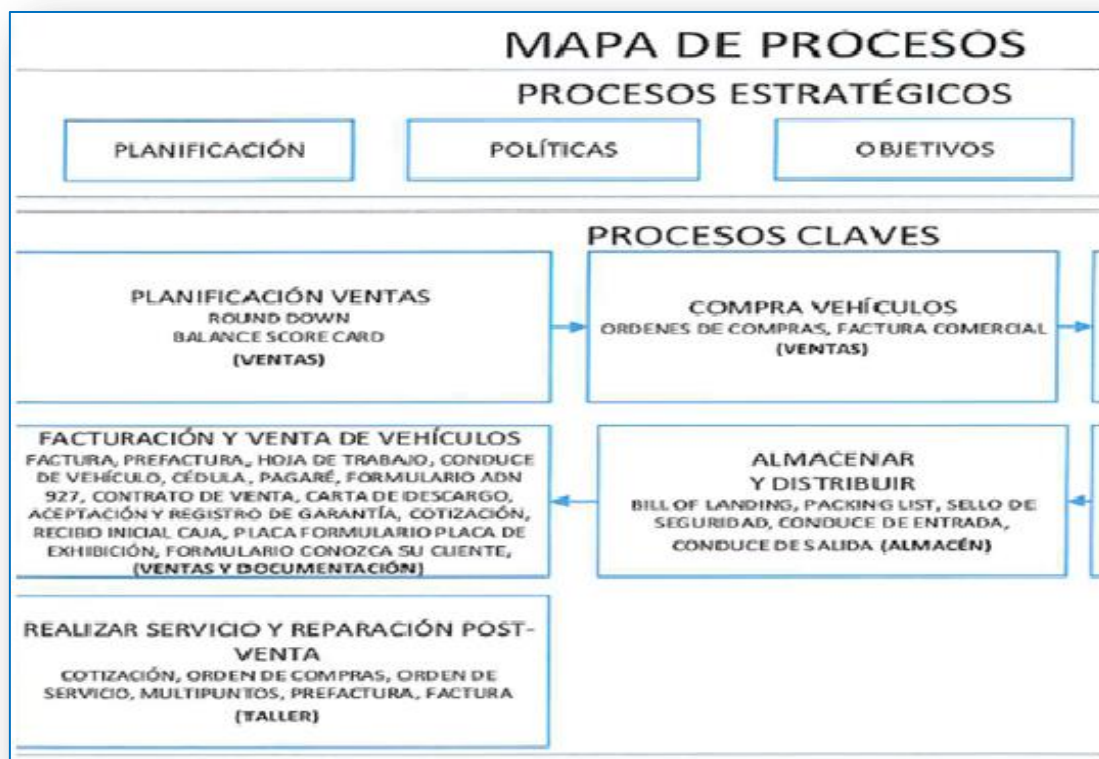 MAPA DE PROCESOS
PROCESOS ESTRATÉGICOS
PLANIFICACIÓN
POLÍTICAS
OBJETIVOS
PROCESOS CLAVES
PLANIFICACIÓN VENTAS
ROUND DOWN
BALANCE SCORE CARD
(VENTAS)
COMPRA VEHÍCULOS
ORDENES DE COMPRAS, FACTURA COMERCIAL
(VENTAS)
FACTURACIÓN Y VENTA DE VEHÍCULOS
FACTURA, PREFACTURA, HOJA DE TRABAJO, CONDUCE
DE VEHÍCULO, CÉDULA, PAGARÉ, FORMULARIO ADN
927, CONTRATO DE VENTA, CARTA DE DESCARGO,
ACEPTACIÓN Y REGISTRO DE GARANTÍA, COTIZACIÓN,
RECIBO INICIAL CAJA, PLACA FORMULARIO PLACA DE
EXHIBICIÓN, FORMULARIO CONOZCA SU CLIENTE,
(VENTAS Y DOCUMENTACIÓN)
ALMACENAR
Y DISTRIBUIR
BILL OF LANDING, PACKING LIST, SELLO DE
SEGURIDAD, CONDUCE DE ENTRADA,
CONDUCE DE SALIDA (ALMACÉN)
REALIZAR SERVICIO Y REPARACIÓN POST-
VENTA
COTIZACIÓN, ORDEN DE COMPRAS, ORDEN DE
SERVICIO, MULTIPUNTOS, PREFACTURA, FACTURA
(TALLER)